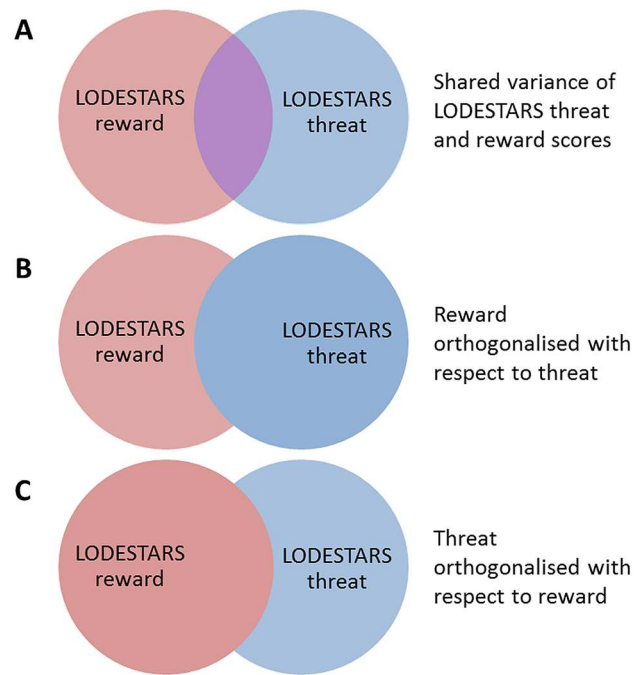 A
LODESTARS
reward
LODESTARS
threat
Shared variance of
LODESTARS threat
and reward scores
B
LODESTARS
reward
LODESTARS
threat
Reward
orthogonalised with
respect to threat
C
LODESTARS
reward
LODESTARS
threat
Threat
orthogonalised with
respect to reward